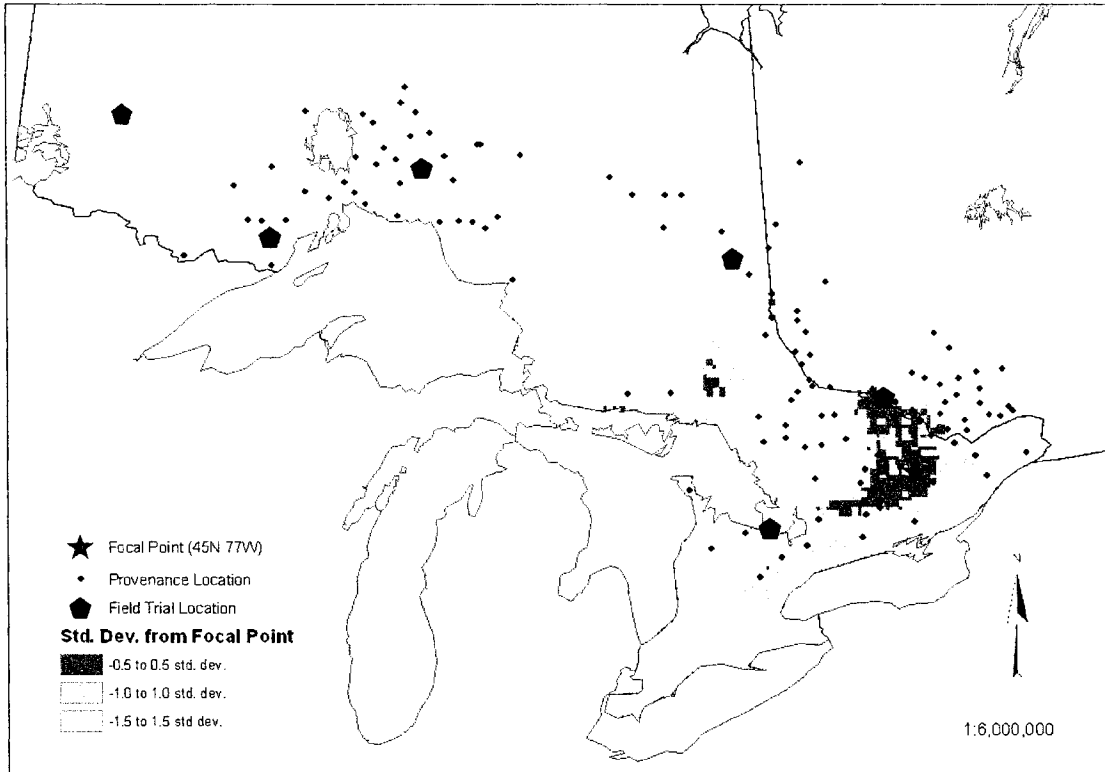 Focal Point (45N 77W)
Provenance Location
Field Trial Location
Std. Dev. from Focal Point
-0.5 to 0.5 std. dev.
-1.0 to 1.0 std. dev.
-1.5 to 1.5 std dev.
1:6,000,000